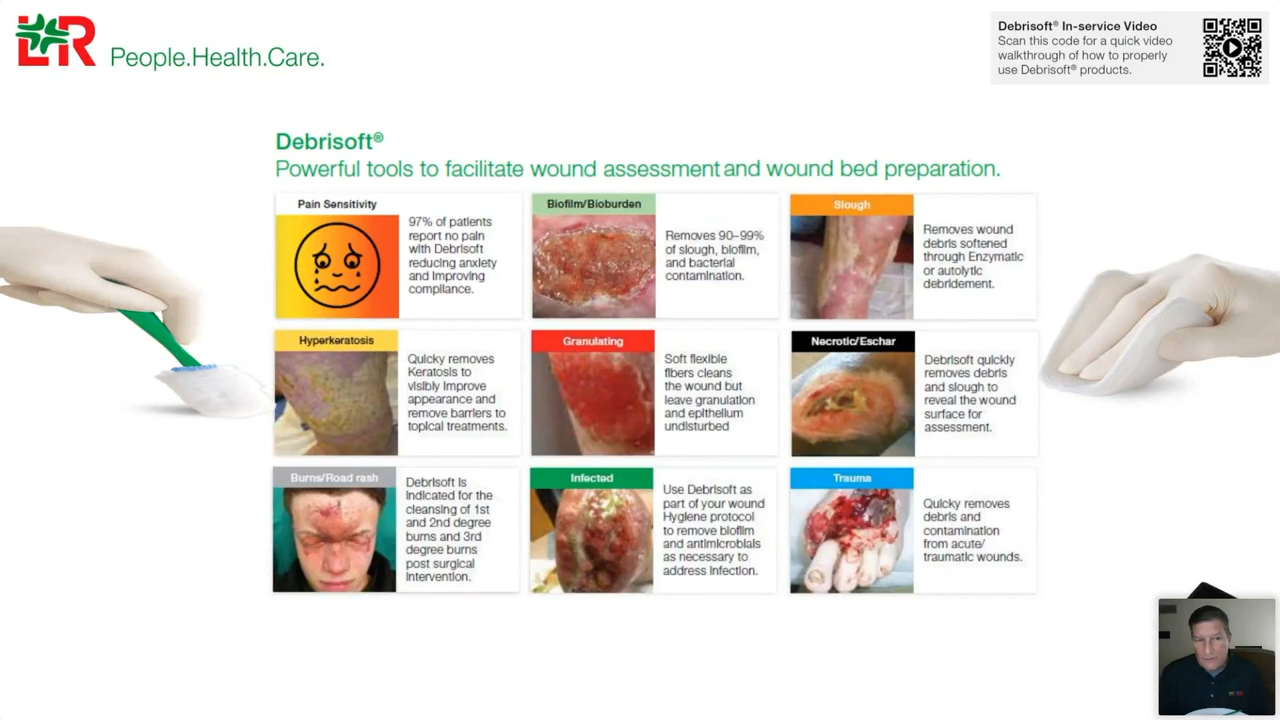 L&R People.Health.Care.
Debrisoft® In-service Video
Scan this code for a quick video
walkthrough of how to properly
use Debrisoft® products.
Debrisoft®
Powerful tools to facilitate wound assessment and wound bed preparation.
Pain Sensitivity
97% of patients
report no pain
with Debrisoft
reducing anxiety
and improving
compliance.
Biofilm/Bioburden
Removes 90–99%
of slough, biofilm,
and bacterial
contamination.
Slough
Removes wound
debris softened
through Enzymatic
or autolytic
debridement.
Hyperkeratosis
Quicky removes
Keratosis to
visibly improve
appearance and
remove barriers to
topical treatments.
Granulating
Soft flexible
fibers cleans
the wound but
leave granulation
and epithelium
undisturbed
Necrotic/Eschar
Debrisoft quickly
removes debris
and slough to
reveal the wound
surface for
assessment.
Burns/Road rash
Debrisoft is
indicated for the
cleansing of 1st
and 2nd degree
burns and 3rd
degree burns
post surgical
intervention.
Infected
Use Debrisoft as
part of your wound
Hygiene protocol
to remove biofilm
and antimicrobials
as necessary to
address infection.
Trauma
Quicky removes
debris and
contamination
from acute/
traumatic wounds.